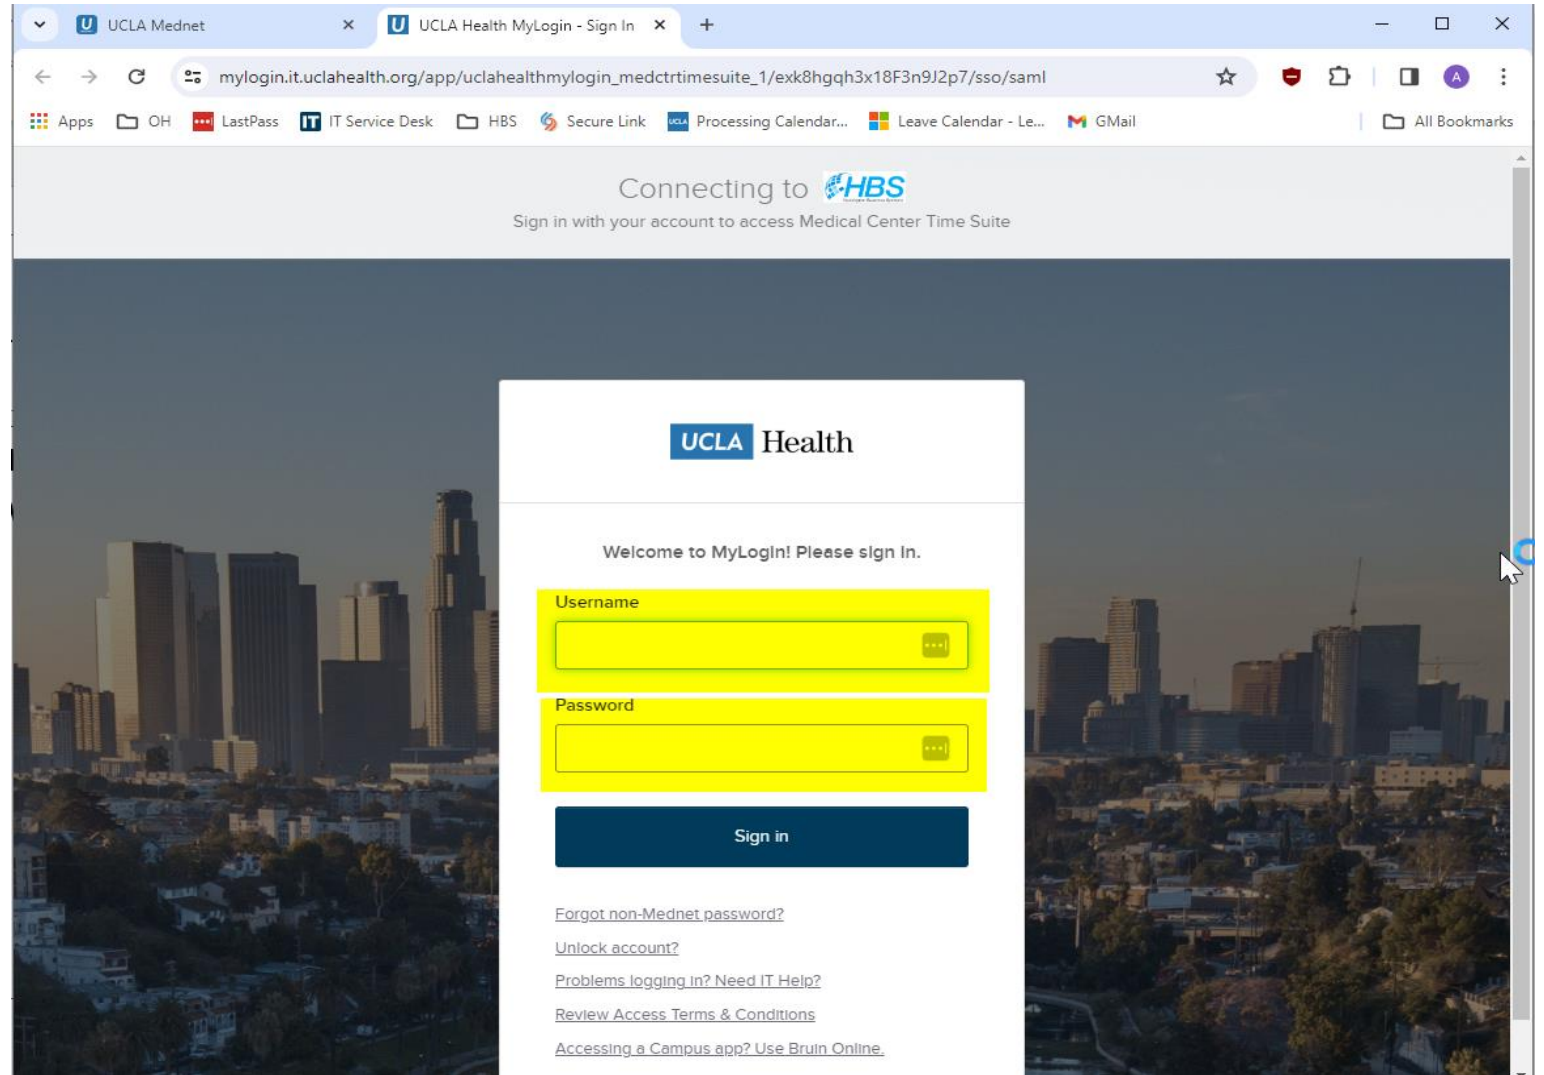 UCLA Mednet
UCLA Health MyLogin - Sign In
mylogin.it.uclahealth.org/app/uclahealthmylogin_medctrtimesuite_1/exk8hgqh3x18F3n9J2p7/sso/saml
A
Apps OH LastPass IT IT Service Desk HBS Secure Link UCLA Processing Calendar... Leave Calendar - Le... GMail All Bookmarks
Connecting to HBS
Sign in with your account to access Medical Center Time Suite
UCLA Health
Welcome to MyLogin! Please sign in.
Username
Password
Sign in
Forgot non-Mednet password?
Unlock account?
Problems logging in? Need IT Help?
Review Access Terms & Conditions
Accessing a Campus app? Use Bruin Online.